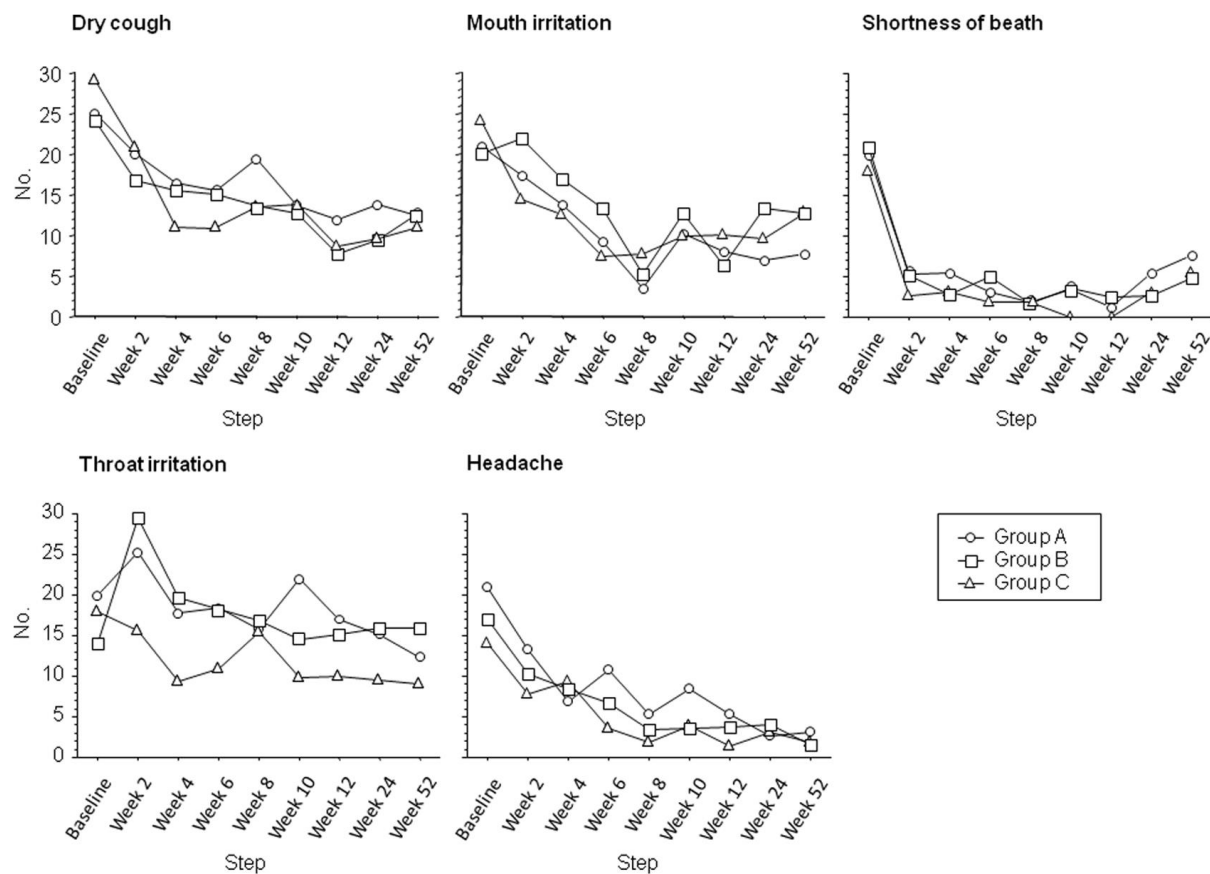 Dry cough
Mouth irritation
Shortness of beath
30
25
20
15
10
5
0
No.
Baseline
Week 2
Week 4
Week 6
Week 8
Week 10
Week 12
Week 24
Week 52
Step
Baseline
Week 2
Week 4
Week 6
Week 8
Week 10
Week 12
Week 24
Week 52
Step
Baseline
Week 2
Week 4
Week 6
Week 8
Week 10
Week 12
Week 24
Week 52
Step
Throat irritation
Headache
30
25
20
15
10
5
0
No.
Baseline
Week 2
Week 4
Week 6
Week 8
Week 10
Week 12
Week 24
Week 52
Step
Baseline
Week 2
Week 4
Week 6
Week 8
Week 10
Week 12
Week 24
Week 52
Step
Group A
Group B
Group C